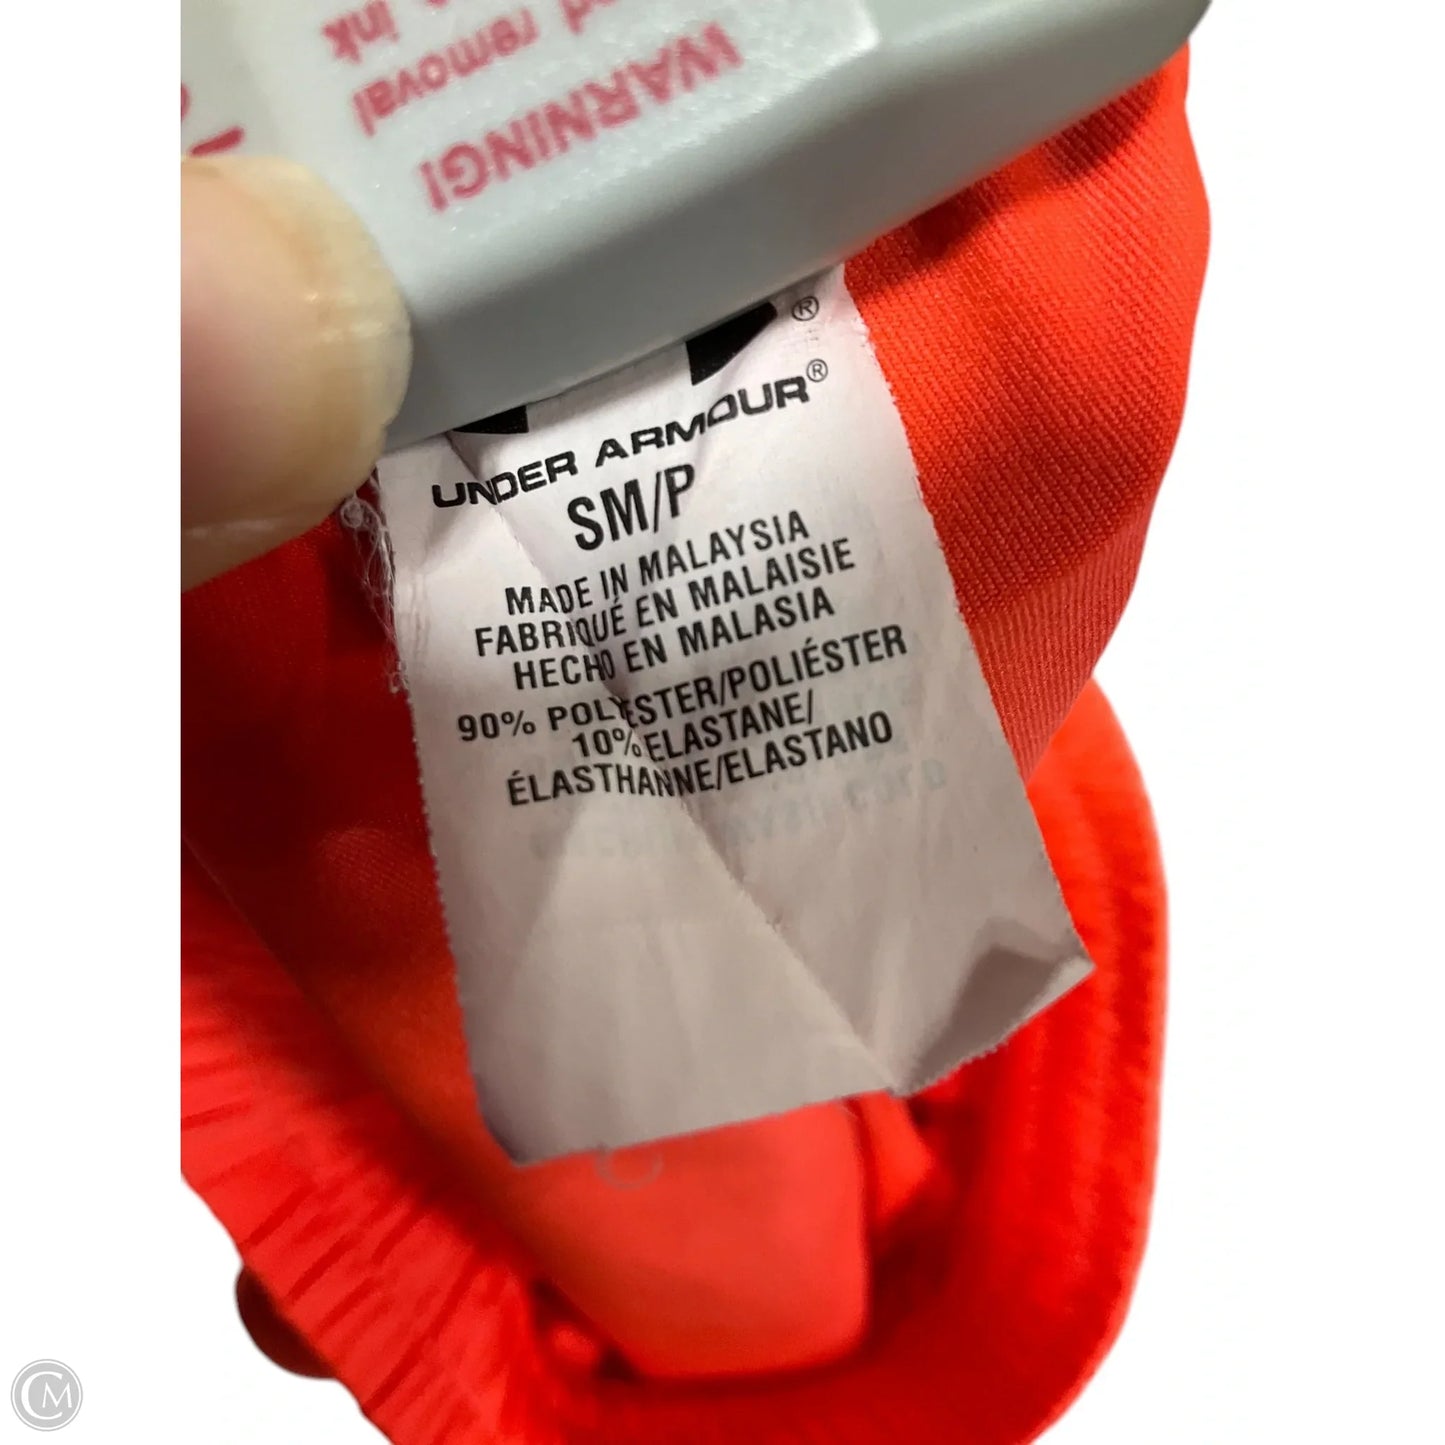 WARNING!
removal
ink
®
UNDER ARMOUR®
SM/P
MADE IN MALAYSIA
FABRIQUÉ EN MALAISIE
HECHO EN MALASIA
90% POLYESTER/POLIÉSTER
10% ELASTANE/
ÉLASTHANNE/ELASTANO
CM